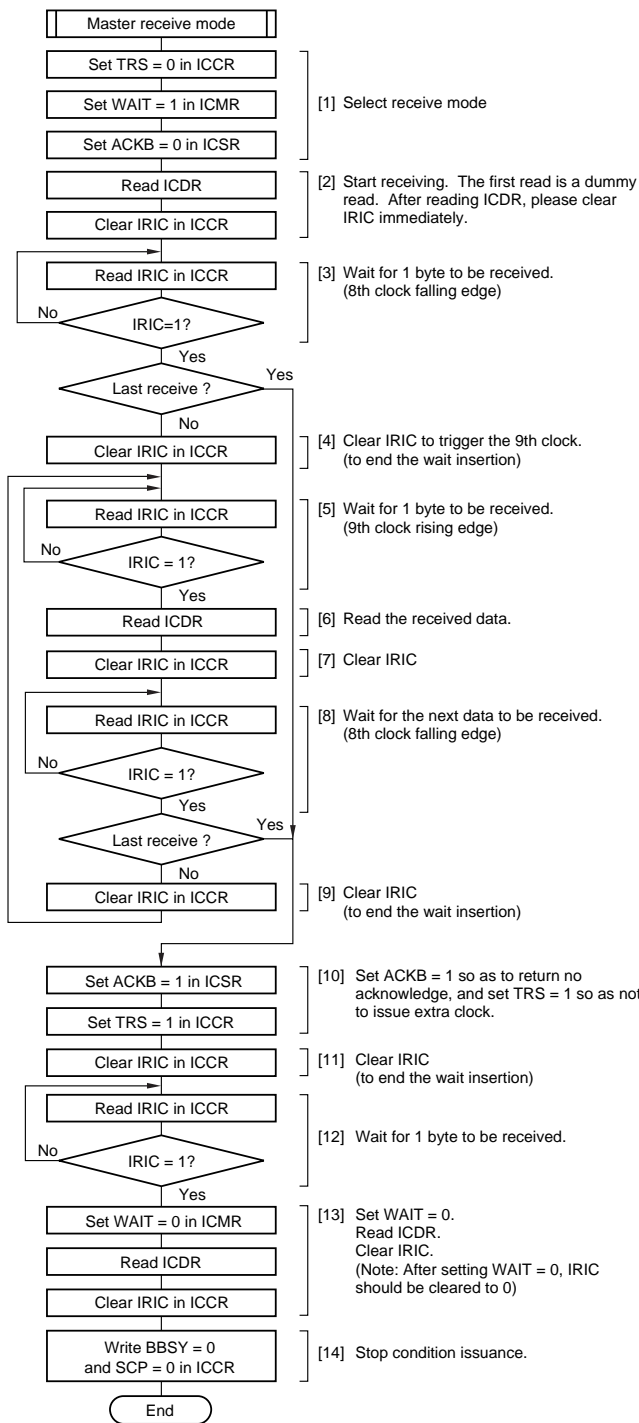 Master receive mode
Set TRS = 0 in ICCR
Set WAIT = 1 in ICMR
[1] Select receive mode
Set ACKB = 0 in ICSR
Read ICDR
[2] Start receiving. The first read is a dummy
read. After reading ICDR, please clear
IRIC immediately.
Clear IRIC in ICCR
Read IRIC in ICCR
[3] Wait for 1 byte to be received.
(8th clock falling edge)
No
IRIC=1?
Yes
Last receive ?
Yes
No
Clear IRIC in ICCR
[4] Clear IRIC to trigger the 9th clock.
(to end the wait insertion)
Read IRIC in ICCR
[5] Wait for 1 byte to be received.
(9th clock rising edge)
No
IRIC = 1?
Yes
Read ICDR
[6] Read the received data.
Clear IRIC in ICCR
[7] Clear IRIC
Read IRIC in ICCR
[8] Wait for the next data to be received.
(8th clock falling edge)
No
IRIC = 1?
Yes
Last receive ?
Yes
No
Clear IRIC in ICCR
[9] Clear IRIC
(to end the wait insertion)
Set ACKB = 1 in ICSR
[10] Set ACKB = 1 so as to return no
acknowledge, and set TRS = 1 so as not
to issue extra clock.
Set TRS = 1 in ICCR
Clear IRIC in ICCR
[11] Clear IRIC
(to end the wait insertion)
Read IRIC in ICCR
[12] Wait for 1 byte to be received.
No
IRIC = 1?
Yes
Set WAIT = 0 in ICMR
[13] Set WAIT = 0.
Read ICDR.
Clear IRIC.
(Note: After setting WAIT = 0, IRIC
should be cleared to 0)
Read ICDR
Clear IRIC in ICCR
Write BBSY = 0
and SCP = 0 in ICCR
[14] Stop condition issuance.
End